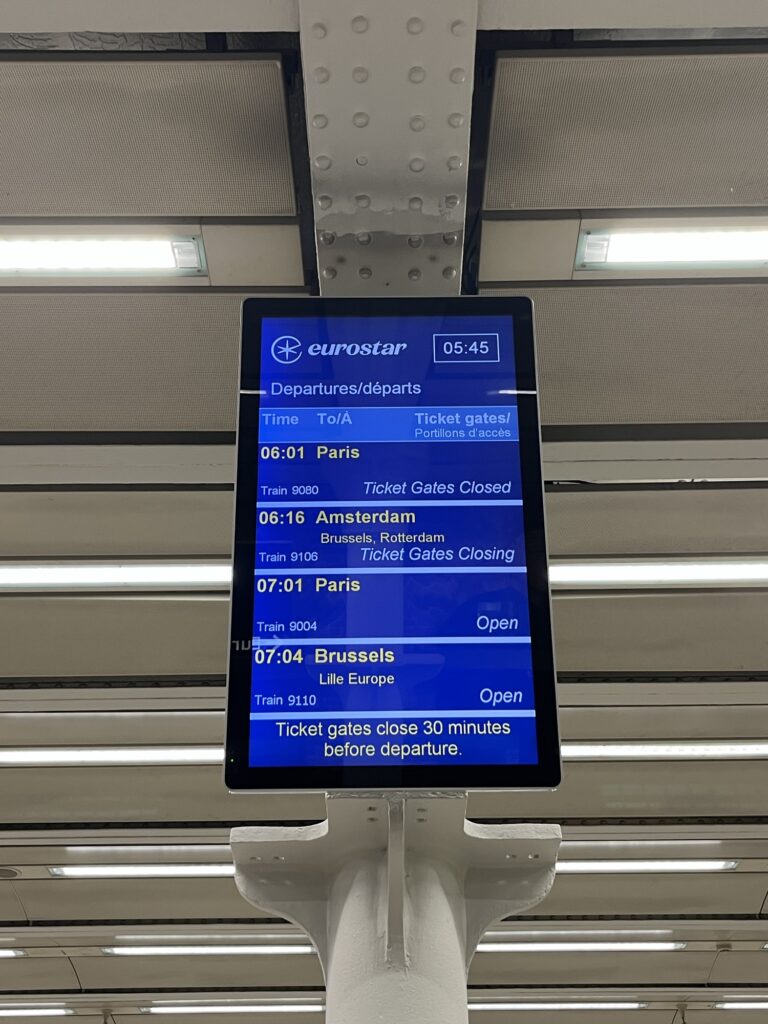 eurostar 05:45
Departures/départs
Time To/À Ticket gates/
Portillons d'accès
06:01 Paris
Train 9080 Ticket Gates Closed
06:16 Amsterdam
Brussels, Rotterdam
Train 9106 Ticket Gates Closing
07:01 Paris
Train 9004 Open
07:04 Brussels
Lille Europe
Train 9110 Open
Ticket gates close 30 minutes
before departure.